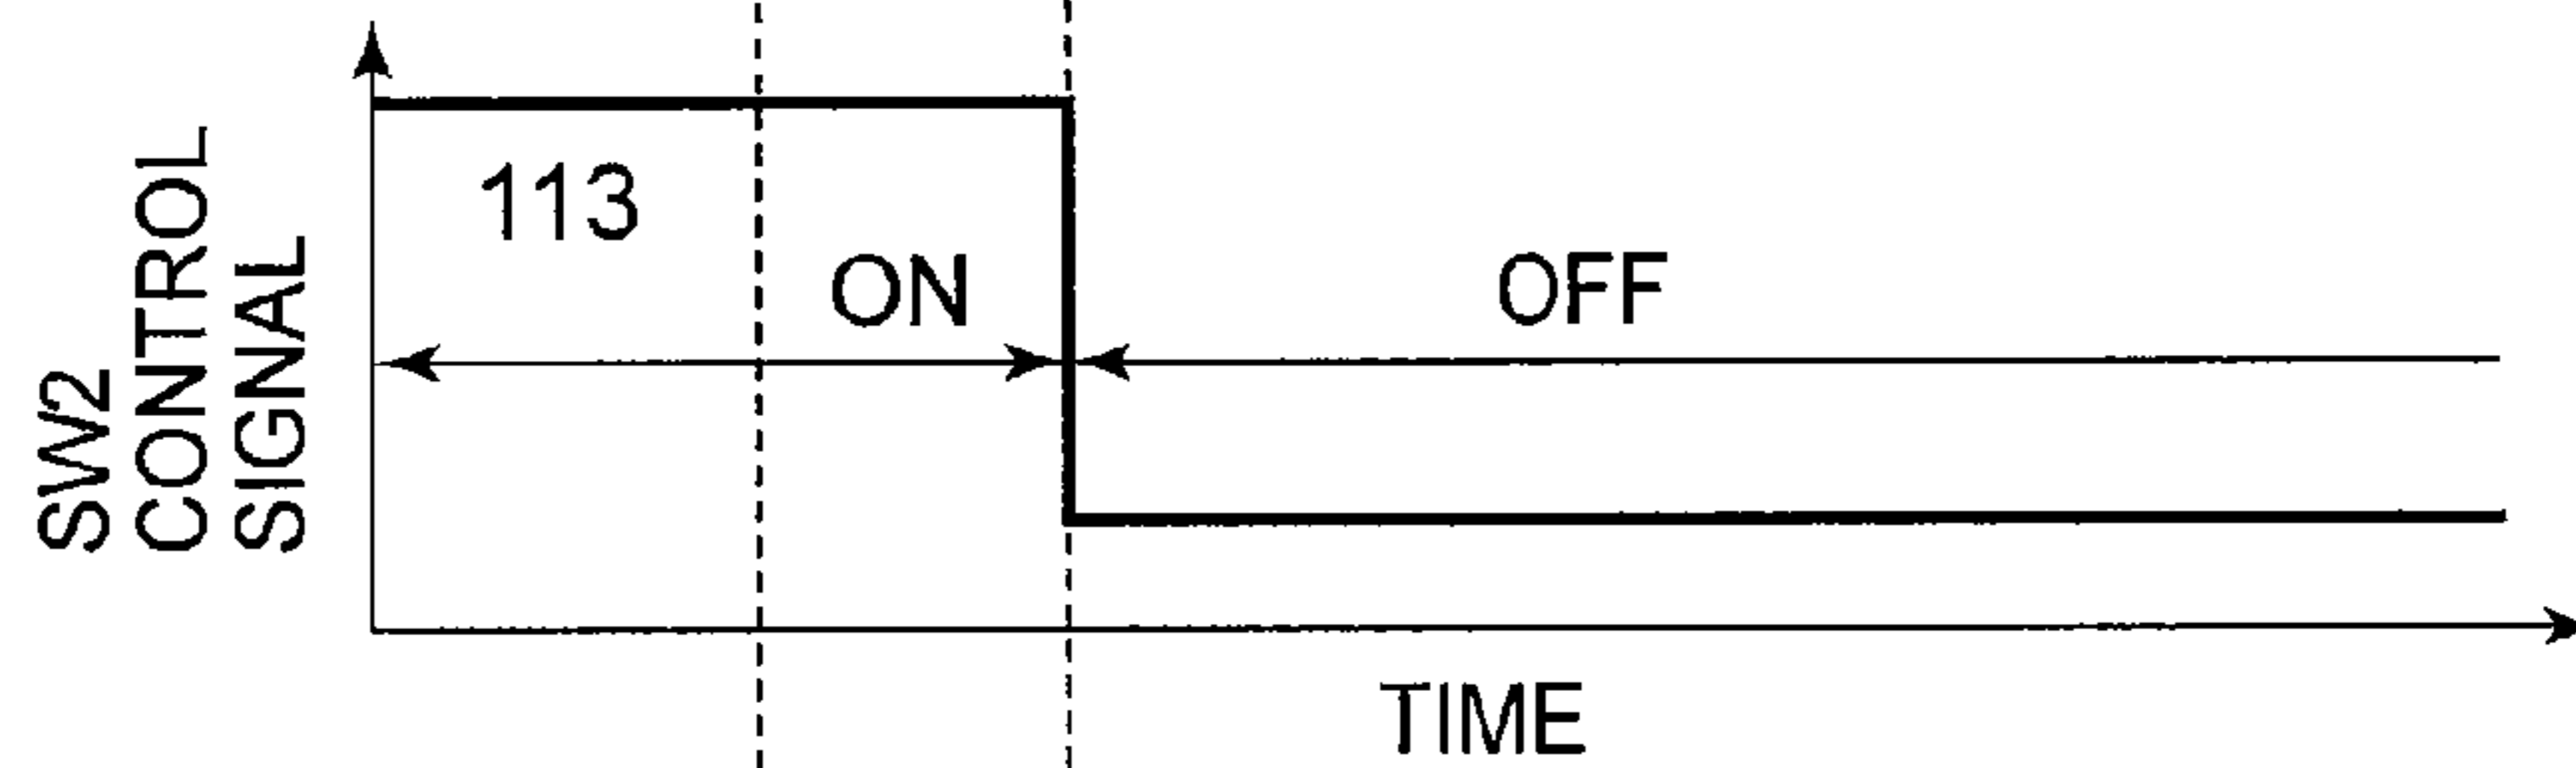 SW2
CONTROL
SIGNAL
113
ON
OFF
TIME